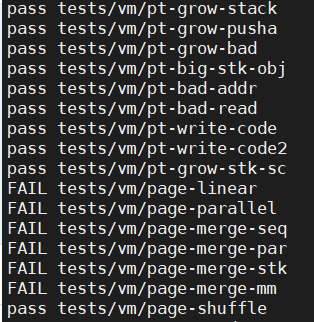 pass tests/vm/pt-grow-stack
pass tests/vm/pt-grow-pusha
pass tests/vm/pt-grow-bad
pass tests/vm/pt-big-stk-obj
pass tests/vm/pt-bad-addr
pass tests/vm/pt-bad-read
pass tests/vm/pt-write-code
pass tests/vm/pt-write-code2
pass tests/vm/pt-grow-stk-sc
FAIL tests/vm/page-linear
FAIL tests/vm/page-parallel
FAIL tests/vm/page-merge-seq
FAIL tests/vm/page-merge-par
FAIL tests/vm/page-merge-stk
FAIL tests/vm/page-merge-mm
pass tests/vm/page-shuffle